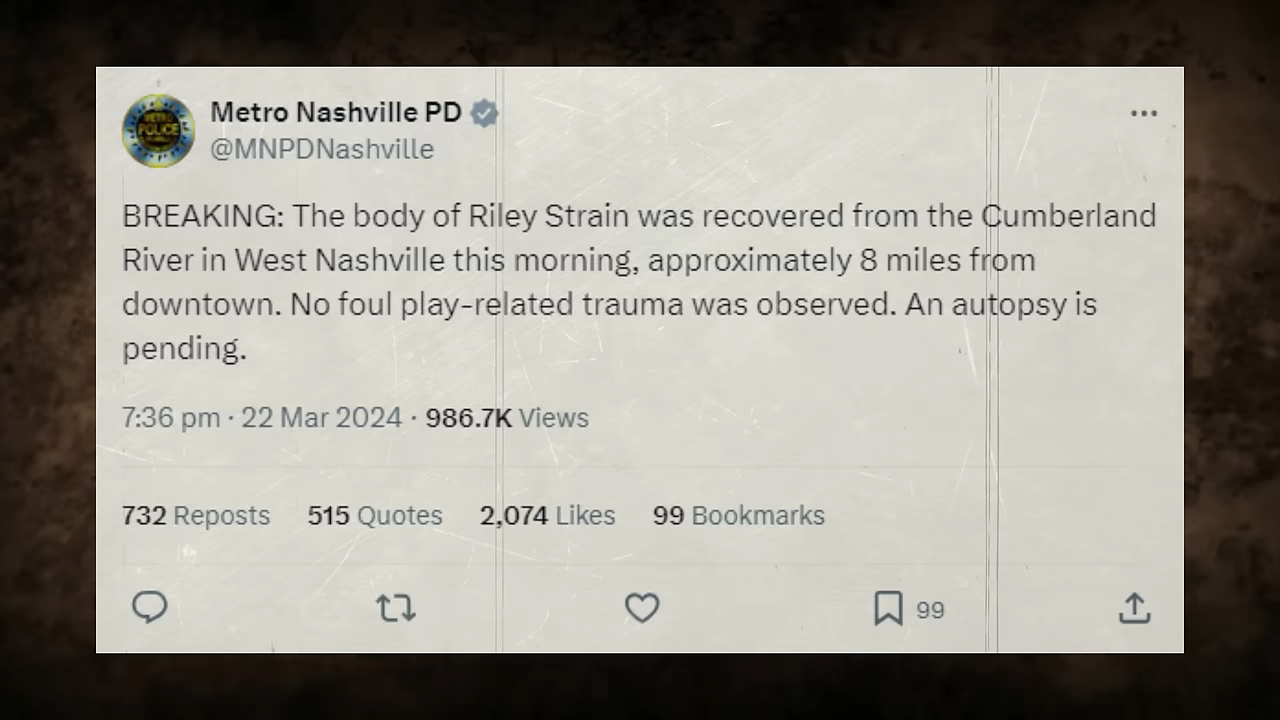 Metro Nashville PD
@MNPDNashville
BREAKING: The body of Riley Strain was recovered from the Cumberland
River in West Nashville this morning, approximately 8 miles from
downtown. No foul play-related trauma was observed. An autopsy is
pending.
7:36 pm · 22 Mar 2024 · 986.7K Views
732 Reposts 515 Quotes 2,074 Likes 99 Bookmarks
99